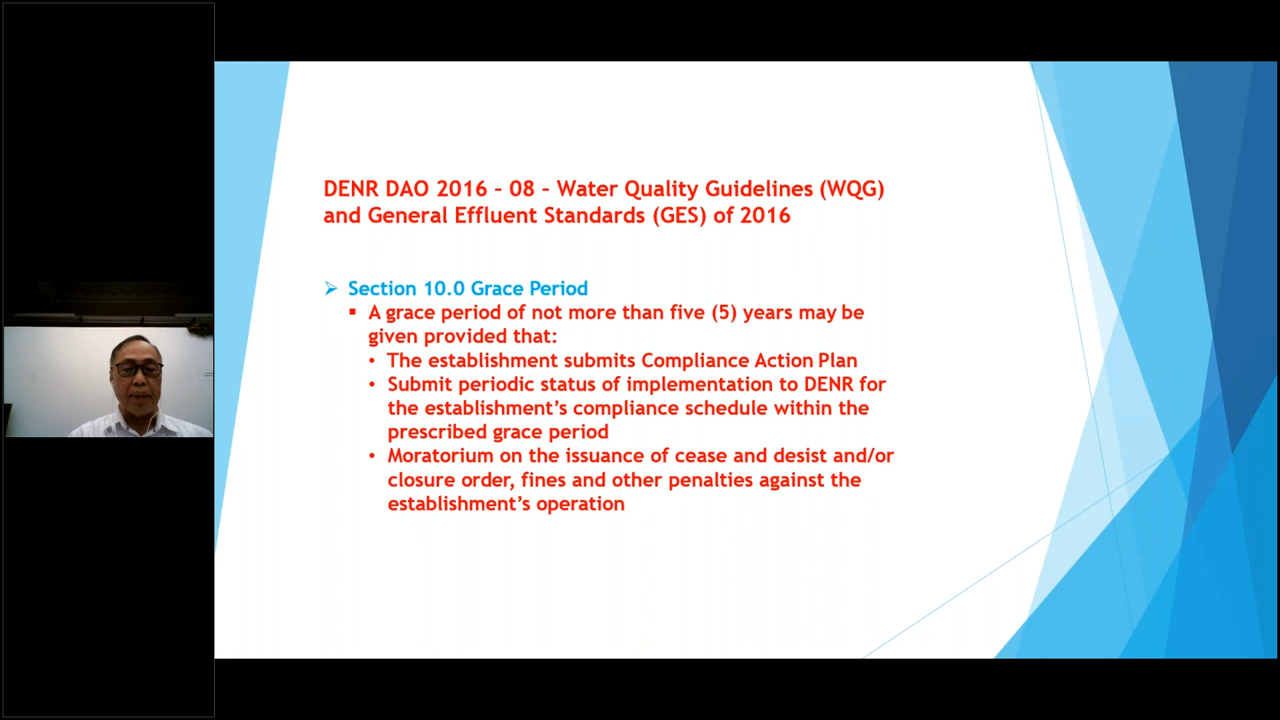 DENR DAO 2016 – 08 – Water Quality Guidelines (WQG)
and General Effluent Standards (GES) of 2016
Section 10.0 Grace Period
A grace period of not more than five (5) years may be
given provided that:
• The establishment submits Compliance Action Plan
• Submit periodic status of implementation to DENR for
the establishment’s compliance schedule within the
prescribed grace period
• Moratorium on the issuance of cease and desist and/or
closure order, fines and other penalties against the
establishment’s operation